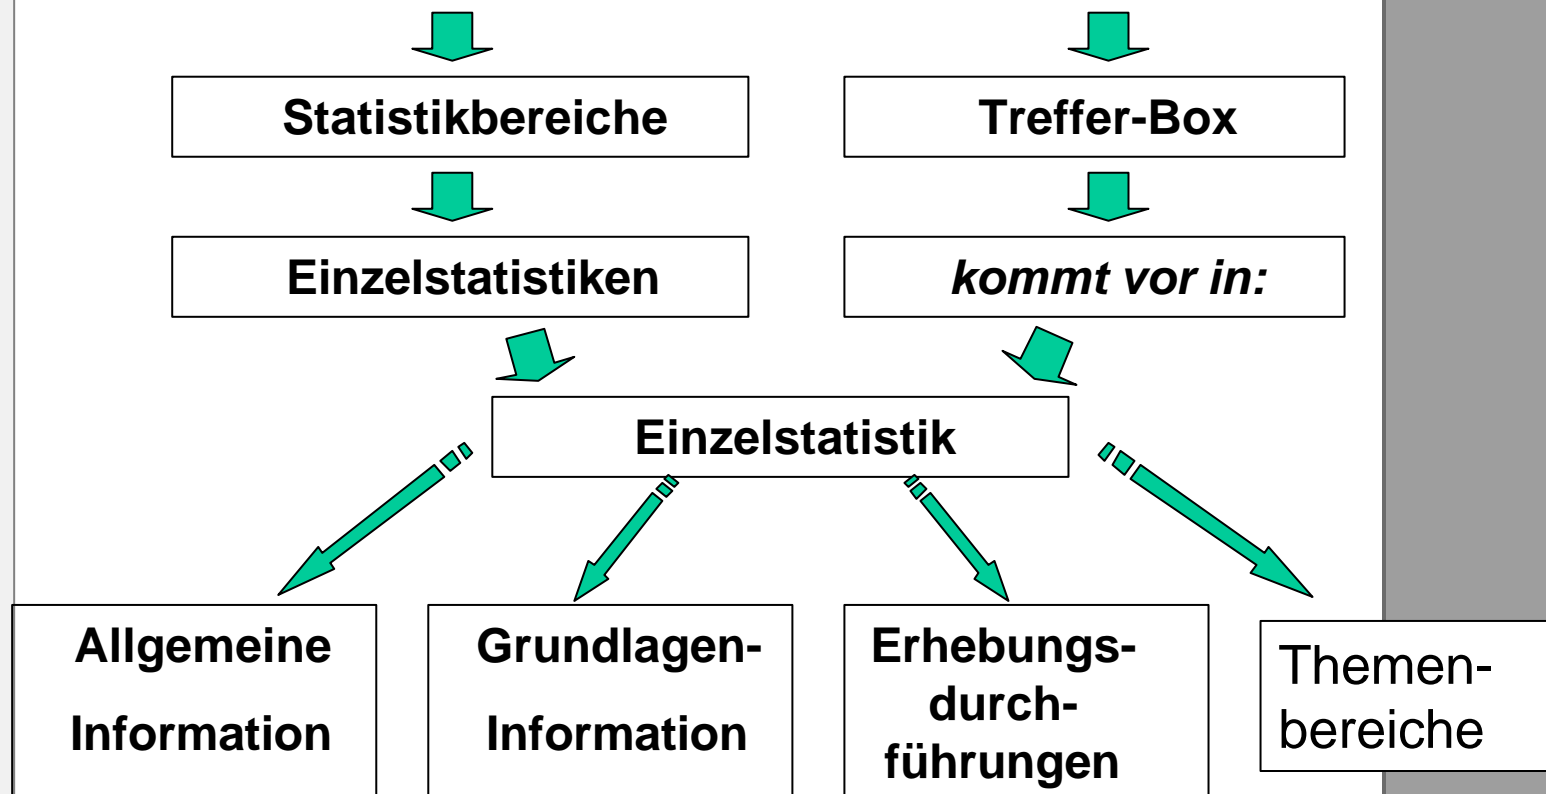 Statistikbereiche
Treffer-Box
Einzelstatistiken
kommt vor in:
Einzelstatistik
Allgemeine
Information
Grundlagen-
Information
Erhebungs-
durch-
führungen
Themen-
bereiche